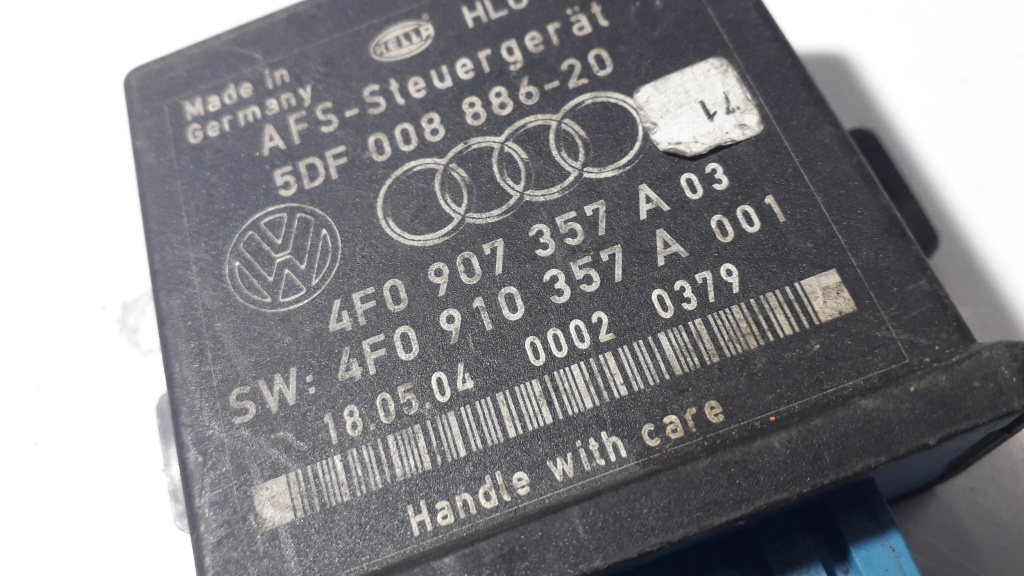 HELLA
Made in
Germany
AFS-Steuergerät
5DF 008 886-20
71
4F0 907 357 A 03
SW: 4F0 910 357 A 001
18.05.04 0002 0379
Handle with care